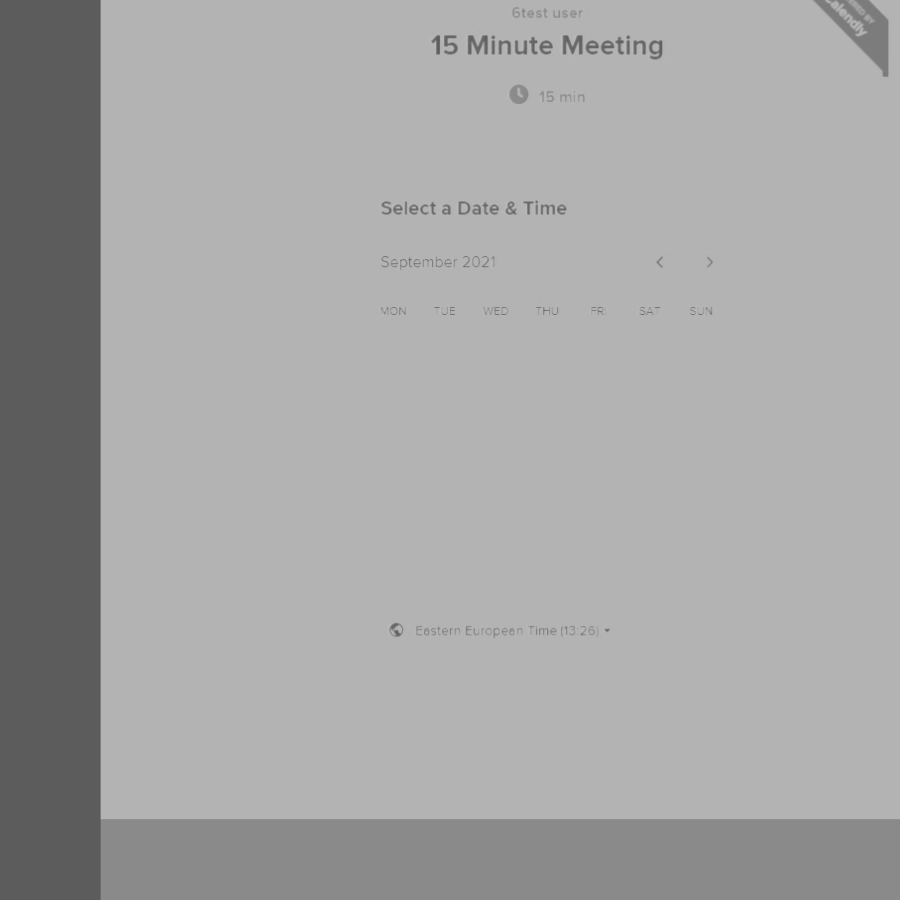 6test user
15 Minute Meeting
15 min
Calendly
Select a Date & Time
September 2021
MON TUE WED THU FRI SAT SUN
Eastern European Time (13:26)